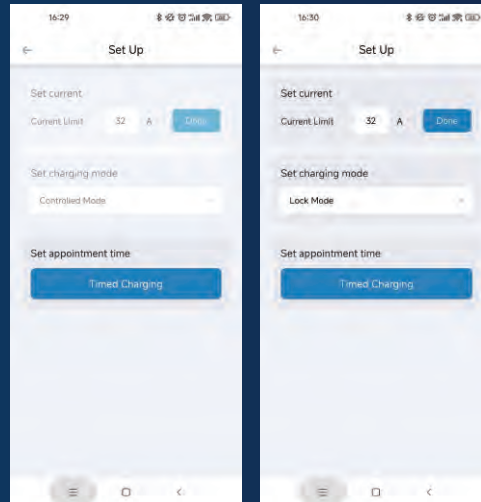 16:29
Set Up
Set current
Current Limit 32 A Done
Set charging mode
Controlled Mode
Set appointment time
Timed Charging
16:30
Set Up
Set current
Current Limit 32 A Done
Set charging mode
Lock Mode
Set appointment time
Timed Charging